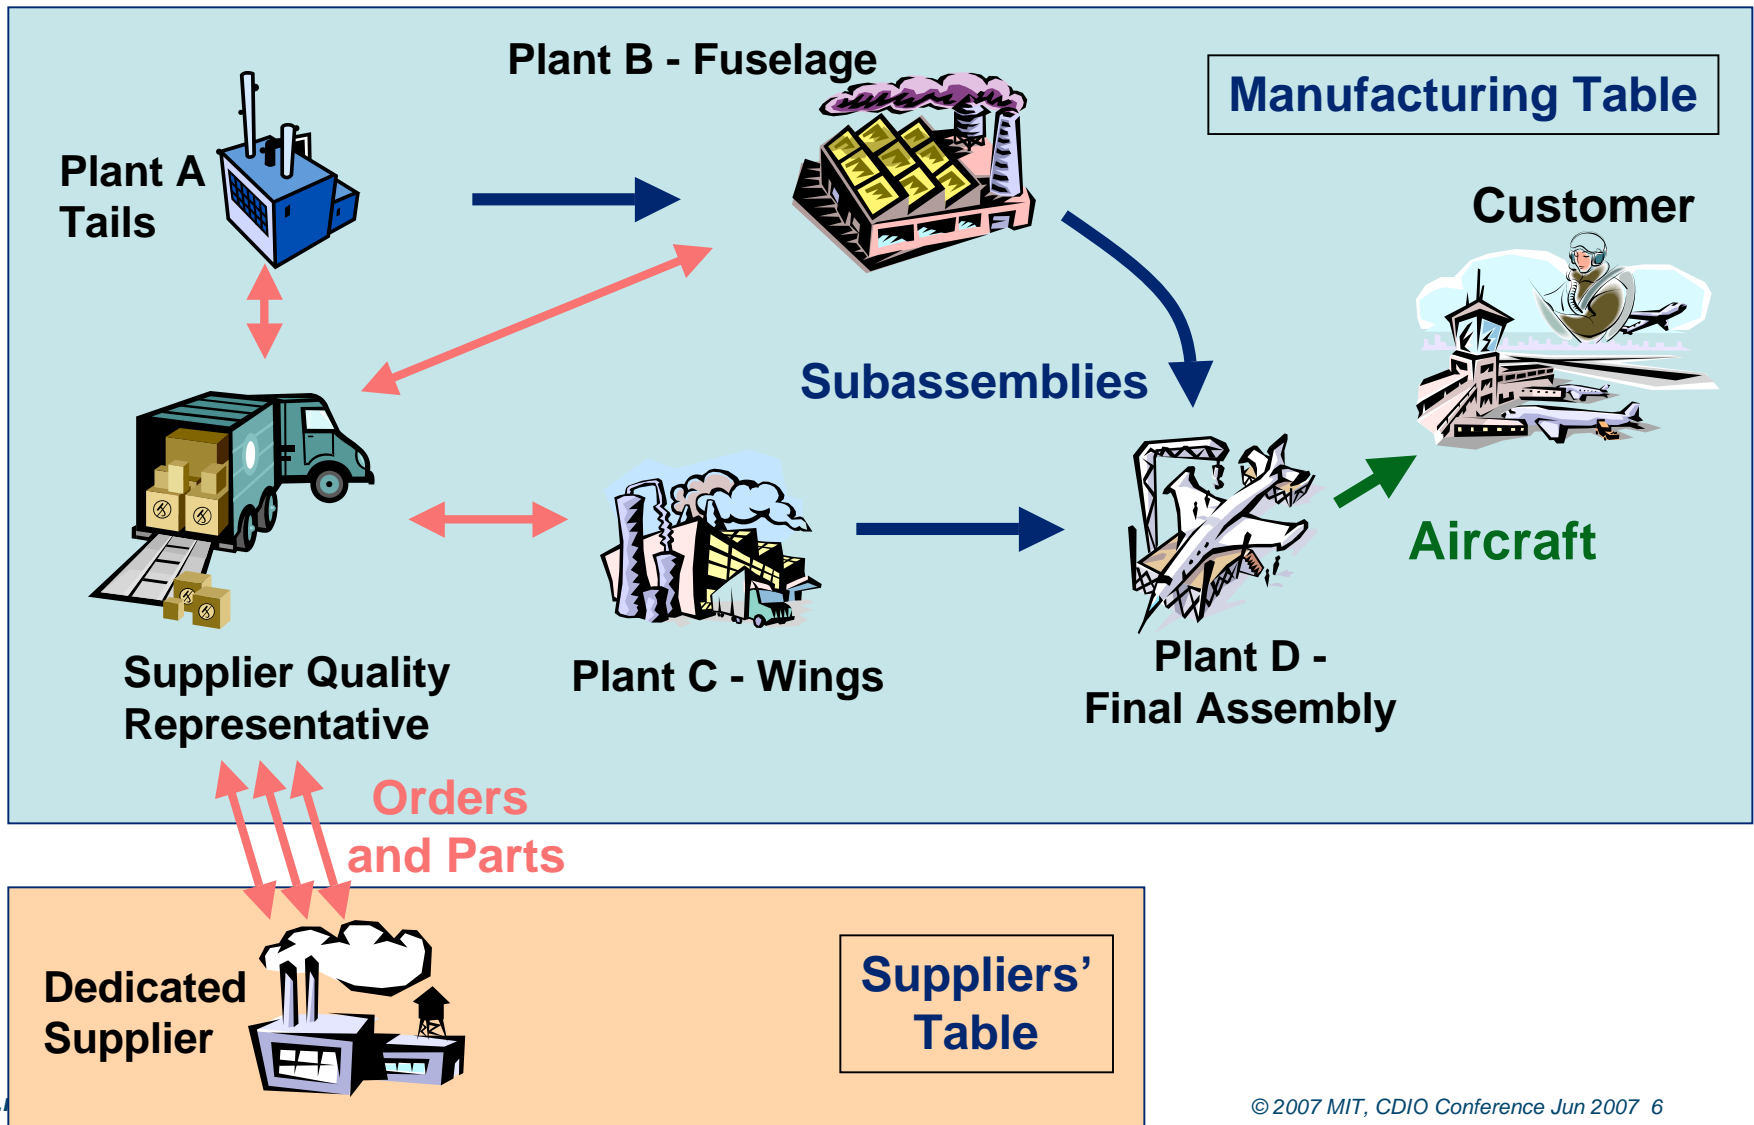 Plant B - Fuselage
Manufacturing Table
Plant A
Tails
Customer
Subassemblies
Aircraft
Supplier Quality
Representative
Plant C - Wings
Plant D -
Final Assembly
Orders
and Parts
Dedicated
Supplier
Suppliers’
Table
© 2007 MIT, CDIO Conference Jun 2007 6